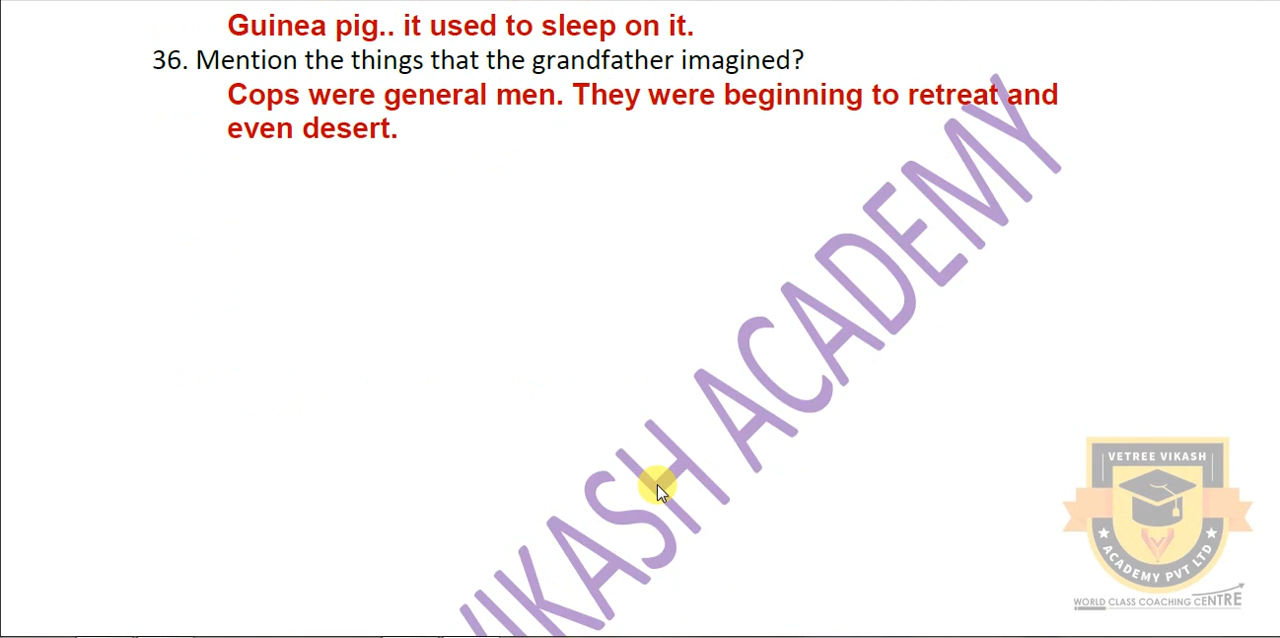 Guinea pig.. it used to sleep on it.
36. Mention the things that the grandfather imagined?
Cops were general men. They were beginning to retreat and
even desert.
VIKASH ACADEMY
VETREE VIKASH
ACADEMY PVT LTD
WORLD CLASS COACHING CENTRE